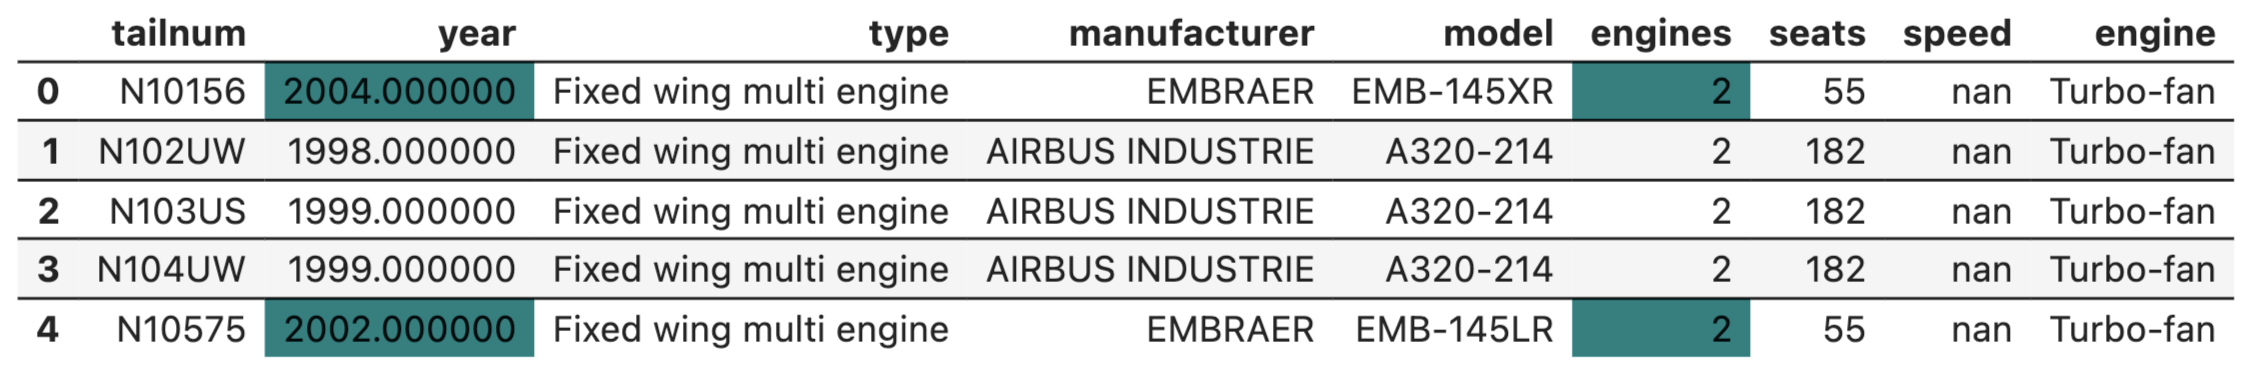 tailnum year type manufacturer model engines seats speed engine
0 N10156 2004.000000 Fixed wing multi engine EMBRAER EMB-145XR 2 55 nan Turbo-fan
1 N102UW 1998.000000 Fixed wing multi engine AIRBUS INDUSTRIE A320-214 2 182 nan Turbo-fan
2 N103US 1999.000000 Fixed wing multi engine AIRBUS INDUSTRIE A320-214 2 182 nan Turbo-fan
3 N104UW 1999.000000 Fixed wing multi engine AIRBUS INDUSTRIE A320-214 2 182 nan Turbo-fan
4 N10575 2002.000000 Fixed wing multi engine EMBRAER EMB-145LR 2 55 nan Turbo-fan